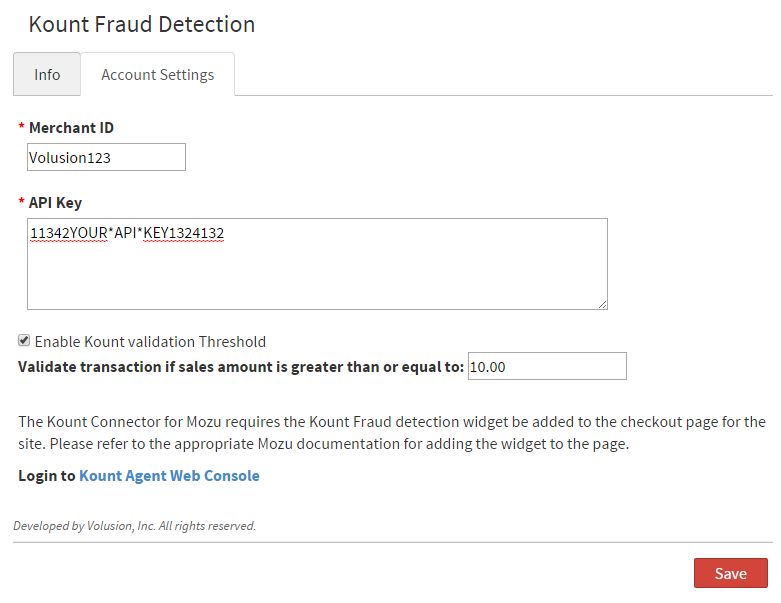 Kount Fraud Detection
Info
Account Settings
* Merchant ID
Volusion123
* API Key
11342YOUR*API*KEY1324132
Enable Kount validation Threshold
Validate transaction if sales amount is greater than or equal to: 10.00
The Kount Connector for Mozu requires the Kount Fraud detection widget be added to the checkout page for the
site. Please refer to the appropriate Mozu documentation for adding the widget to the page.
Login to Kount Agent Web Console
Developed by Volusion, Inc. All rights reserved.
Save